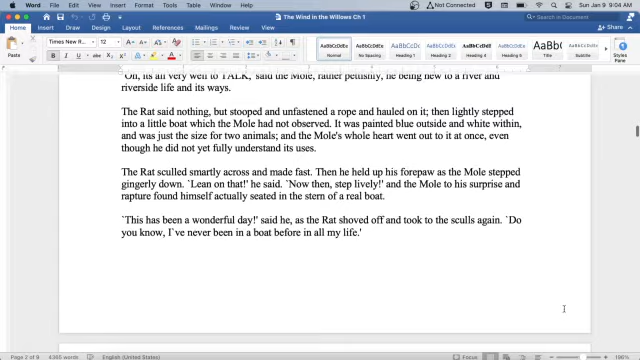 Word File Edit View Insert Format Tools Table Window Help Not Connected Sun Jan 9 9:04 AM
The Wind in the Willows Ch 1
Search in Document
Home Insert Draw Design Layout References Mailings Review View
Share Comments
Paste
Times New R... 12
AaBbCcDdEe AaBbCcDdEe AaBbCcDc AaBbCcDdEe AaBbCcDdEe AaBb( AaBbCcDdEe
Normal No Spacing Heading 1 Heading 2 Heading 4 Title Subtitle
Styles Pane
`Oh, its all very well to TALK,' said the Mole, rather pettishly, he being new to a river and
riverside life and its ways.
The Rat said nothing, but stooped and unfastened a rope and hauled on it; then lightly stepped
into a little boat which the Mole had not observed. It was painted blue outside and white within,
and was just the size for two animals; and the Mole's whole heart went out to it at once, even
though he did not yet fully understand its uses.
The Rat sculled smartly across and made fast. Then he held up his forepaw as the Mole stepped
gingerly down. `Lean on that!' he said. `Now then, step lively!' and the Mole to his surprise and
rapture found himself actually seated in the stern of a real boat.
`This has been a wonderful day!' said he, as the Rat shoved off and took to the sculls again. `Do
you know, I`ve never been in a boat before in all my life.'
Page 2 of 9 4365 words English (United States) Focus 196%